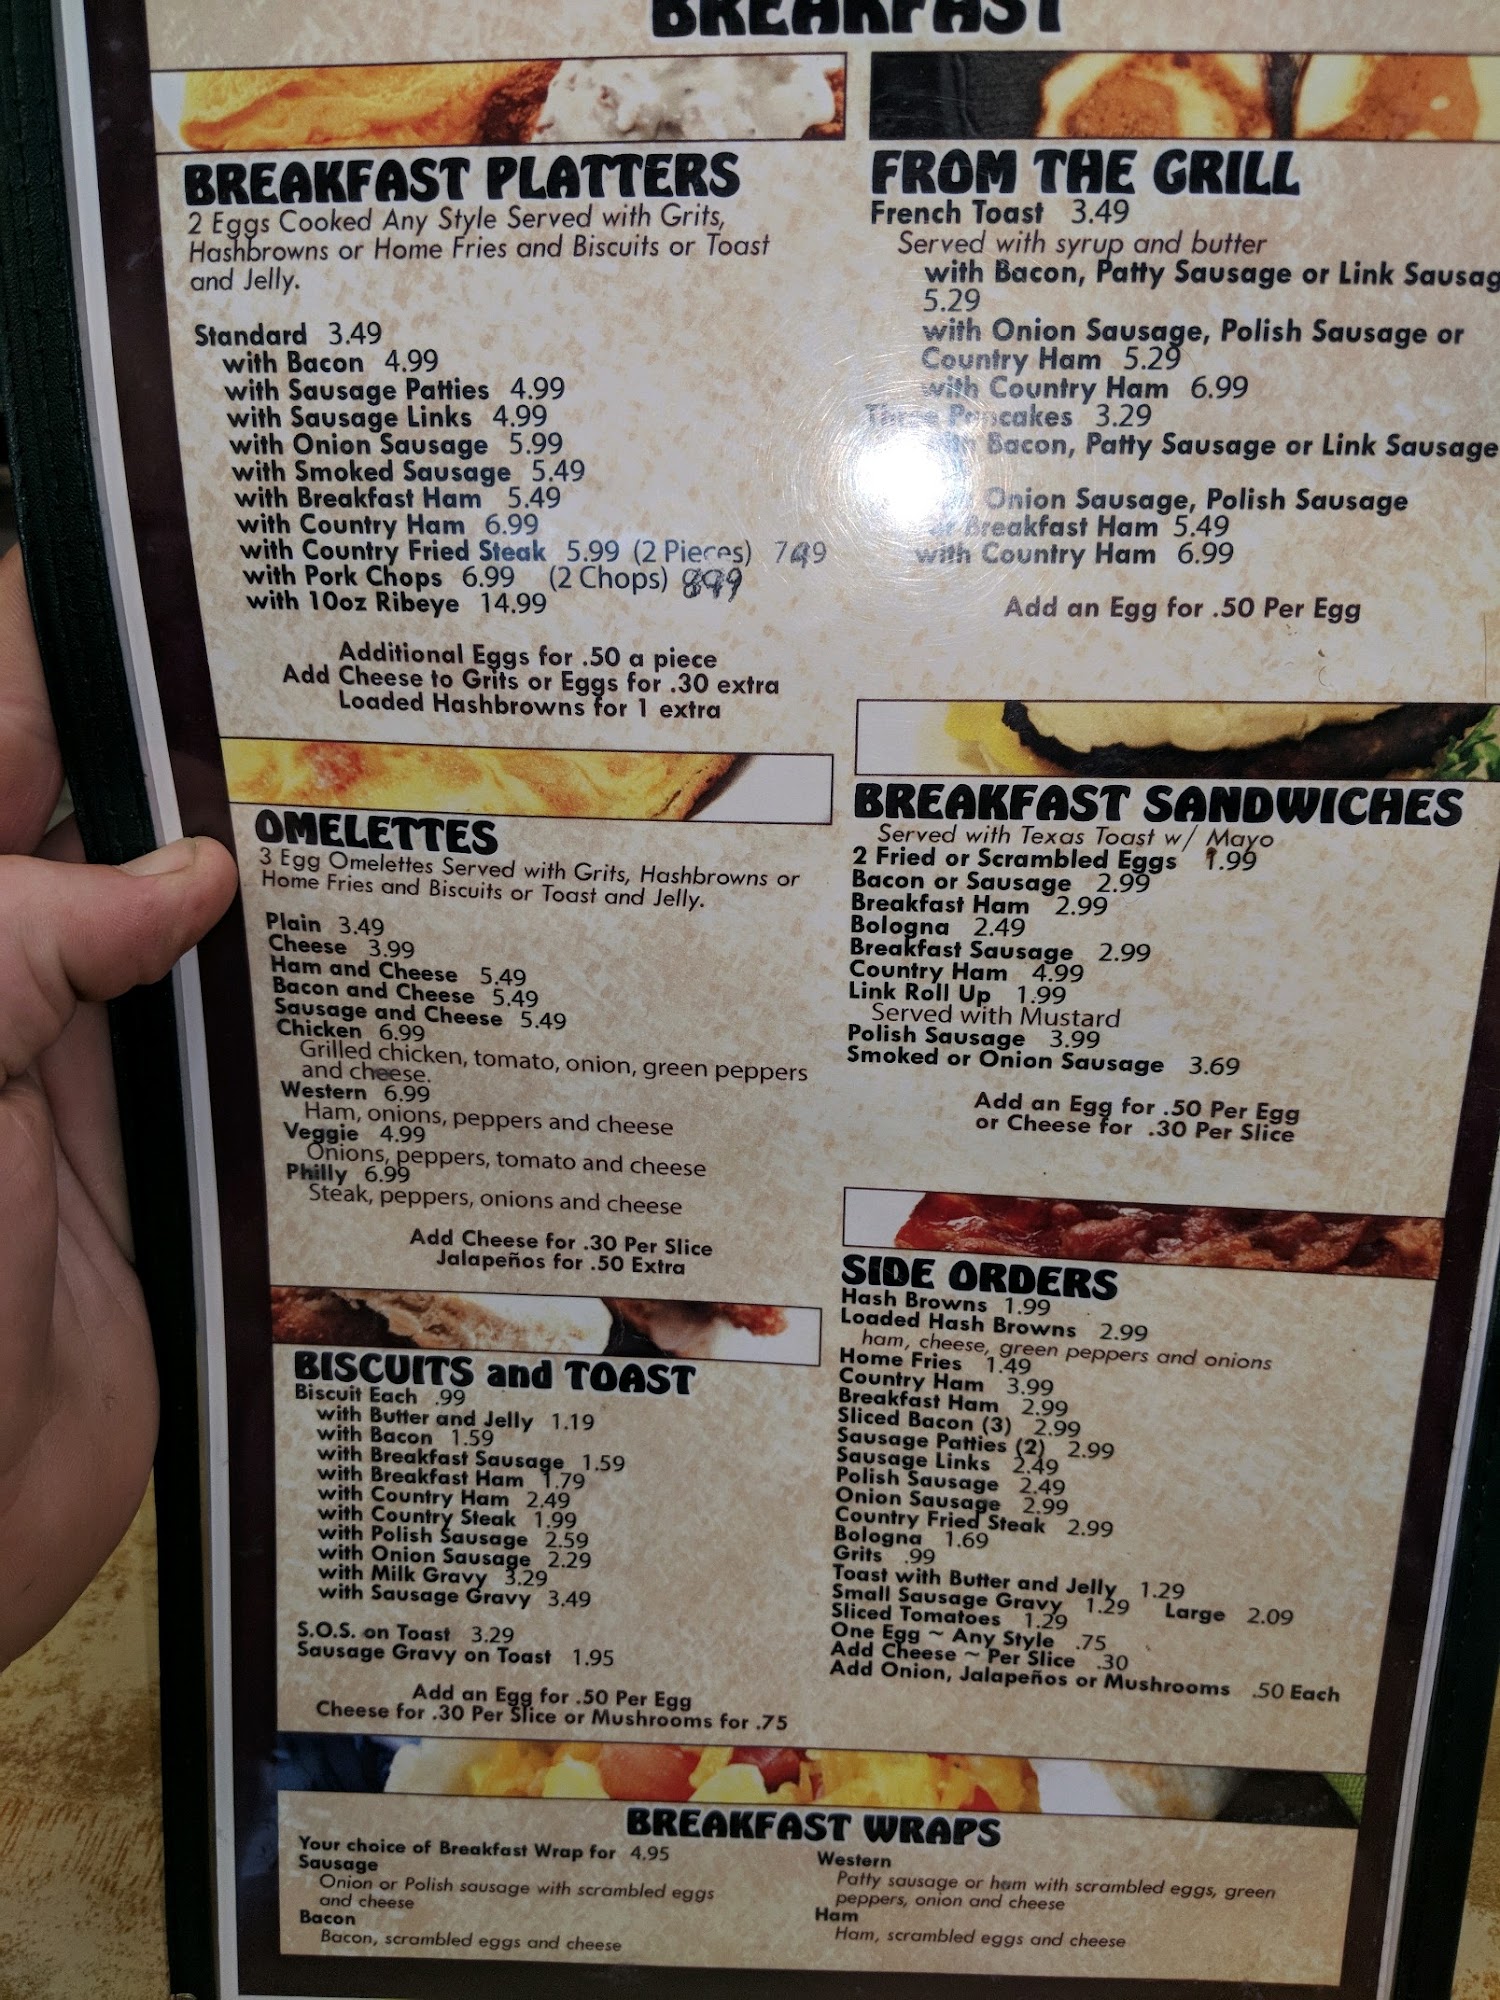 BREAKFAST
BREAKFAST PLATTERS
2 Eggs Cooked Any Style Served with Grits,
Hashbrowns or Home Fries and Biscuits or Toast
and Jelly.
Standard 3.49
with Bacon 4.99
with Sausage Patties 4.99
with Sausage Links 4.99
with Onion Sausage 5.99
with Smoked Sausage 5.49
with Breakfast Ham 5.49
with Country Ham 6.99
with Country Fried Steak 5.99 (2 Pieces) 7.49
with Pork Chops 6.99 (2 Chops) 899
with 10oz Ribeye 14.99
Additional Eggs for .50 a piece
Add Cheese to Grits or Eggs for .30 extra
Loaded Hashbrowns for 1 extra
OMELETTES
3 Egg Omelettes Served with Grits, Hashbrowns or
Home Fries and Biscuits or Toast and Jelly.
Plain 3.49
Cheese 3.99
Ham and Cheese 5.49
Bacon and Cheese 5.49
Sausage and Cheese 5.49
Chicken 6.99
Grilled chicken, tomato, onion, green peppers
and cheese.
Western 6.99
Ham, onions, peppers and cheese
Veggie 4.99
Onions, peppers, tomato and cheese
Philly 6.99
Steak, peppers, onions and cheese
Add Cheese for .30 Per Slice
Jalapeños for .50 Extra
BISCUITS and TOAST
Biscuit Each .99
with Butter and Jelly 1.19
with Bacon 1.59
with Breakfast Sausage 1.59
with Breakfast Ham 1.79
with Country Ham 2.49
with Country Steak 1.99
with Polish Sausage 2.59
with Onion Sausage 2.29
with Milk Gravy 3.29
with Sausage Gravy 3.49
S.O.S. on Toast 3.29
Sausage Gravy on Toast 1.95
Add an Egg for .50 Per Egg
Cheese for .30 Per Slice or Mushrooms for .75
FROM THE GRILL
French Toast 3.49
Served with syrup and butter
with Bacon, Patty Sausage or Link Sausag
5.29
with Onion Sausage, Polish Sausage or
Country Ham 5.29
with Country Ham 6.99
Three Pancakes 3.29
with Bacon, Patty Sausage or Link Sausage
Onion Sausage, Polish Sausage
or Breakfast Ham 5.49
with Country Ham 6.99
Add an Egg for .50 Per Egg
BREAKFAST SANDWICHES
Served with Texas Toast w/ Mayo
2 Fried or Scrambled Eggs 1.99
Bacon or Sausage 2.99
Breakfast Ham 2.99
Bologna 2.49
Breakfast Sausage 2.99
Country Ham 4.99
Link Roll Up 1.99
Served with Mustard
Polish Sausage 3.99
Smoked or Onion Sausage 3.69
Add an Egg for .50 Per Egg
or Cheese for .30 Per Slice
SIDE ORDERS
Hash Browns 1.99
Loaded Hash Browns 2.99
ham, cheese, green peppers and onions
Home Fries 1.49
Country Ham 3.99
Breakfast Ham 2.99
Sliced Bacon (3) 2.99
Sausage Patties (2) 2.99
Sausage Links 2.49
Polish Sausage 2.49
Onion Sausage 2.99
Country Fried Steak 2.99
Bologna 1.69
Grits .99
Toast with Butter and Jelly 1.29
Small Sausage Gravy 1.29 Large 2.09
Sliced Tomatoes 1.29
One Egg ~ Any Style .75
Add Cheese ~ Per Slice .30
Add Onion, Jalapeños or Mushrooms .50 Each
BREAKFAST WRAPS
Your choice of Breakfast Wrap for 4.95
Sausage
Onion or Polish sausage with scrambled eggs
and cheese
Bacon
Bacon, scrambled eggs and cheese
Western
Patty sausage or ham with scrambled eggs, green
peppers, onion and cheese
Ham
Ham, scrambled eggs and cheese